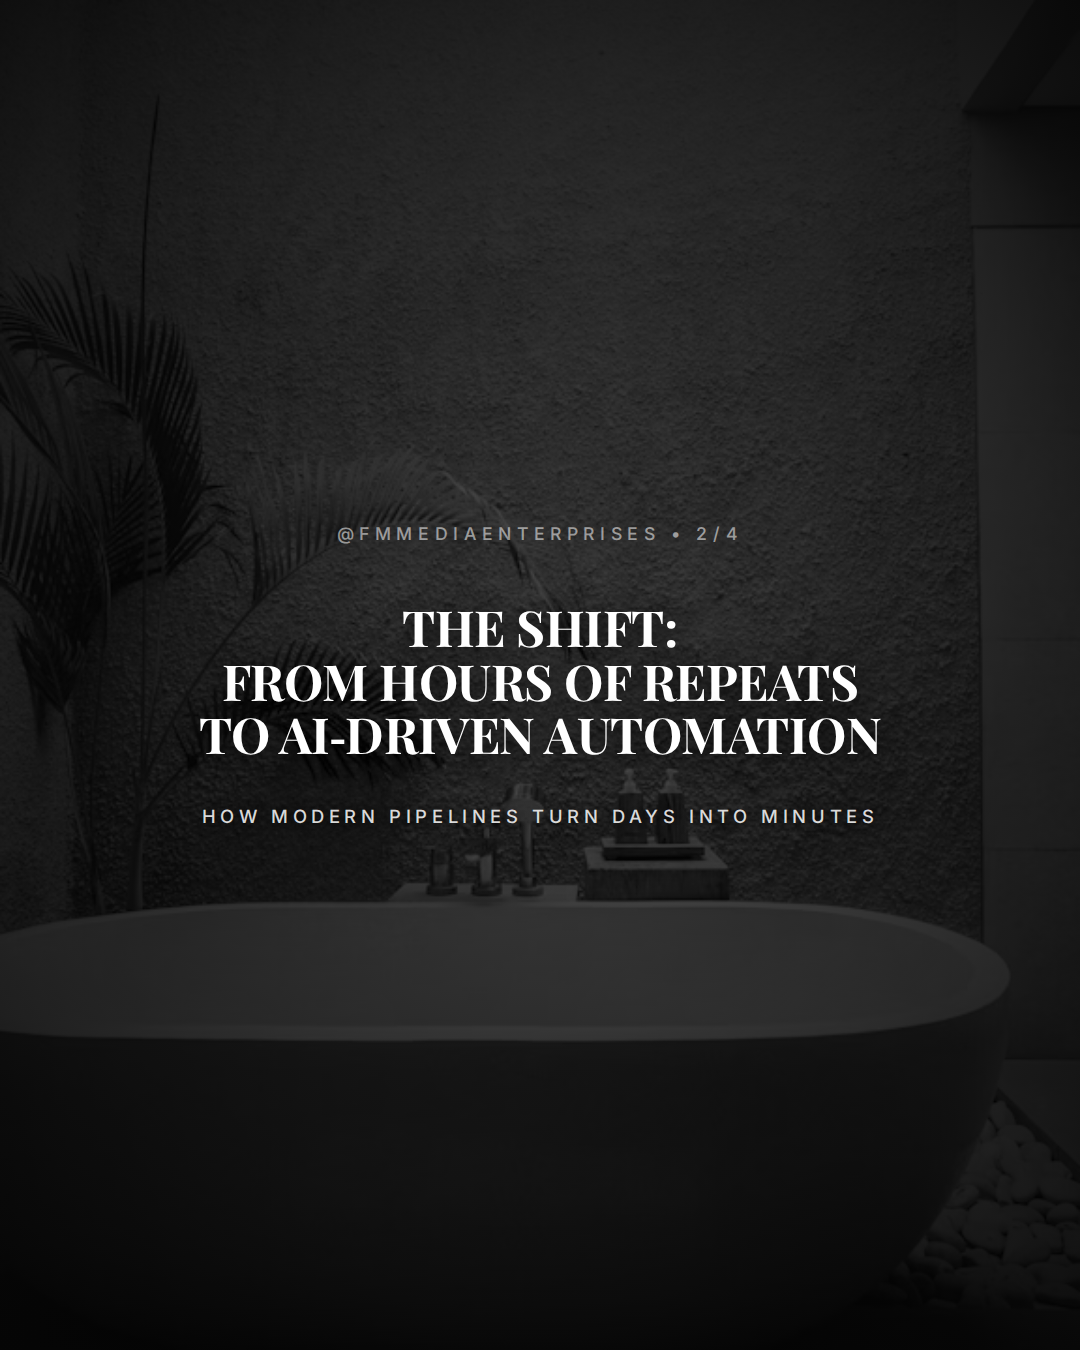 @FMMEDIAENTERPRISES • 2/4
THE SHIFT:
FROM HOURS OF REPEATS
TO AI-DRIVEN AUTOMATION
HOW MODERN PIPELINES TURN DAYS INTO MINUTES